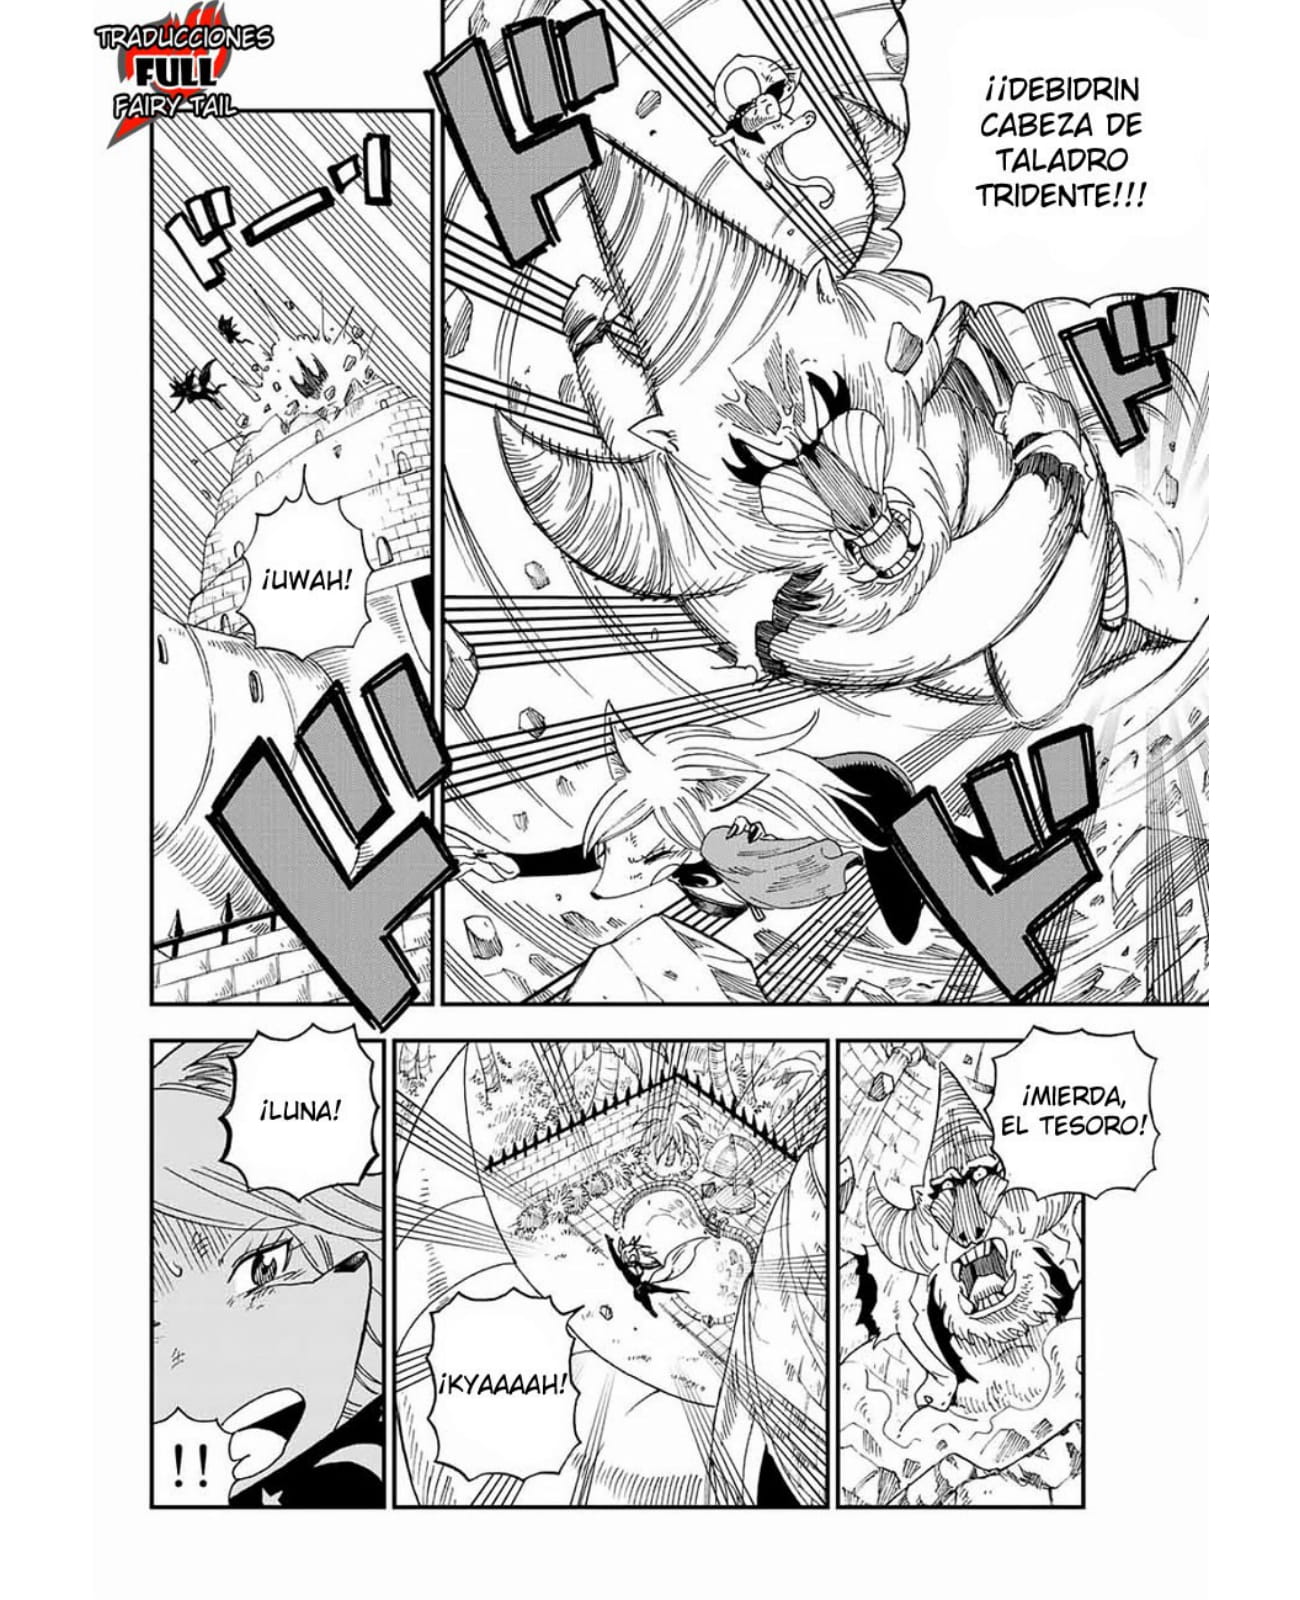 TRADUCCIONES
FULL
FAIRY TAIL
¡¡DEBIDRIN
CABEZA DE
TALADRO
TRIDENTE!!!
ド
ド
ド
ド
ドーン
¡UWAH!
¡MIERDA,
EL TESORO!
¡KYAAAAH!
¡LUNA!
!!